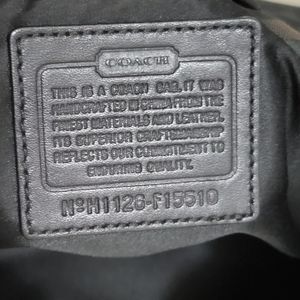 COACH
THIS IS A COACH BAG. IT WAS
HANDCRAFTED IN CHINA FROM THE
FINEST MATERIALS AND LEATHER.
ITS SUPERIOR CRAFTSMANSHIP
REFLECTS OUR COMMITMENT TO
ENDURING QUALITY.
Nº H1126-F15510